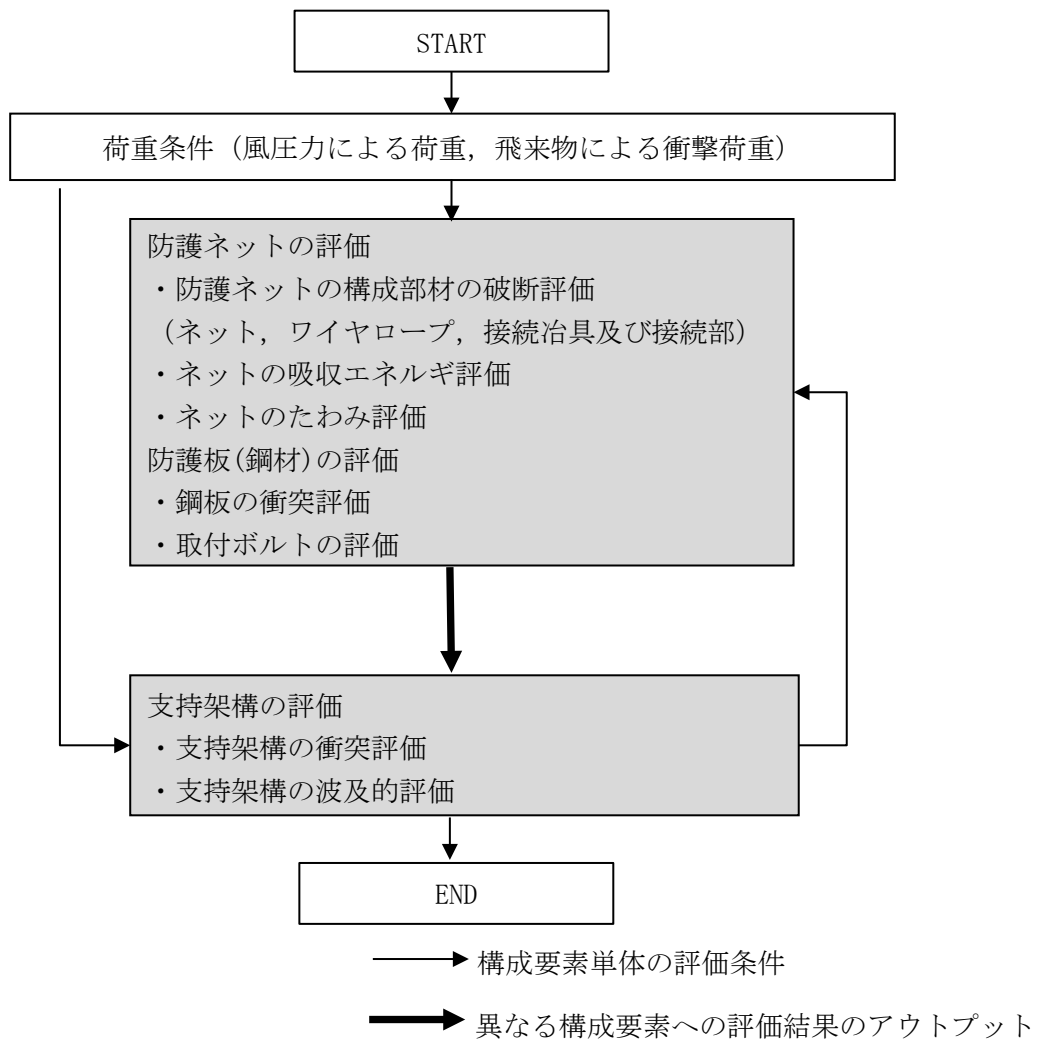 START
荷重条件（風圧力による荷重，飛来物による衝撃荷重）
防護ネットの評価
・防護ネットの構成部材の破断評価
（ネット，ワイヤロープ，接続冶具及び接続部）
・ネットの吸収エネルギ評価
・ネットのたわみ評価
防護板(鋼材)の評価
・鋼板の衝突評価
・取付ボルトの評価
支持架構の評価
・支持架構の衝突評価
・支持架構の波及的評価
END
構成要素単体の評価条件
異なる構成要素への評価結果のアウトプット